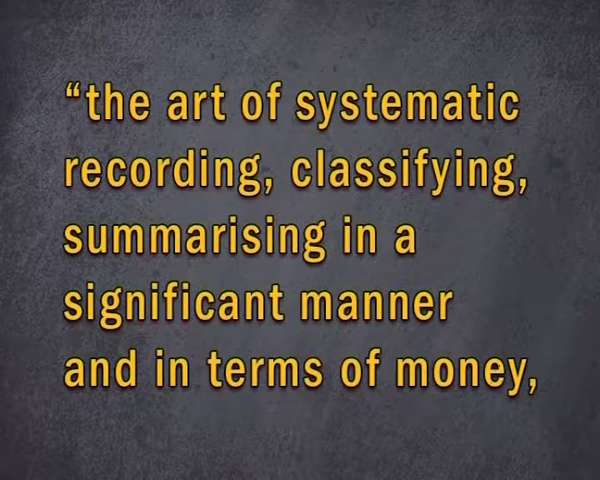 “the art of systematic
recording, classifying,
summarising in a
significant manner
and in terms of money,